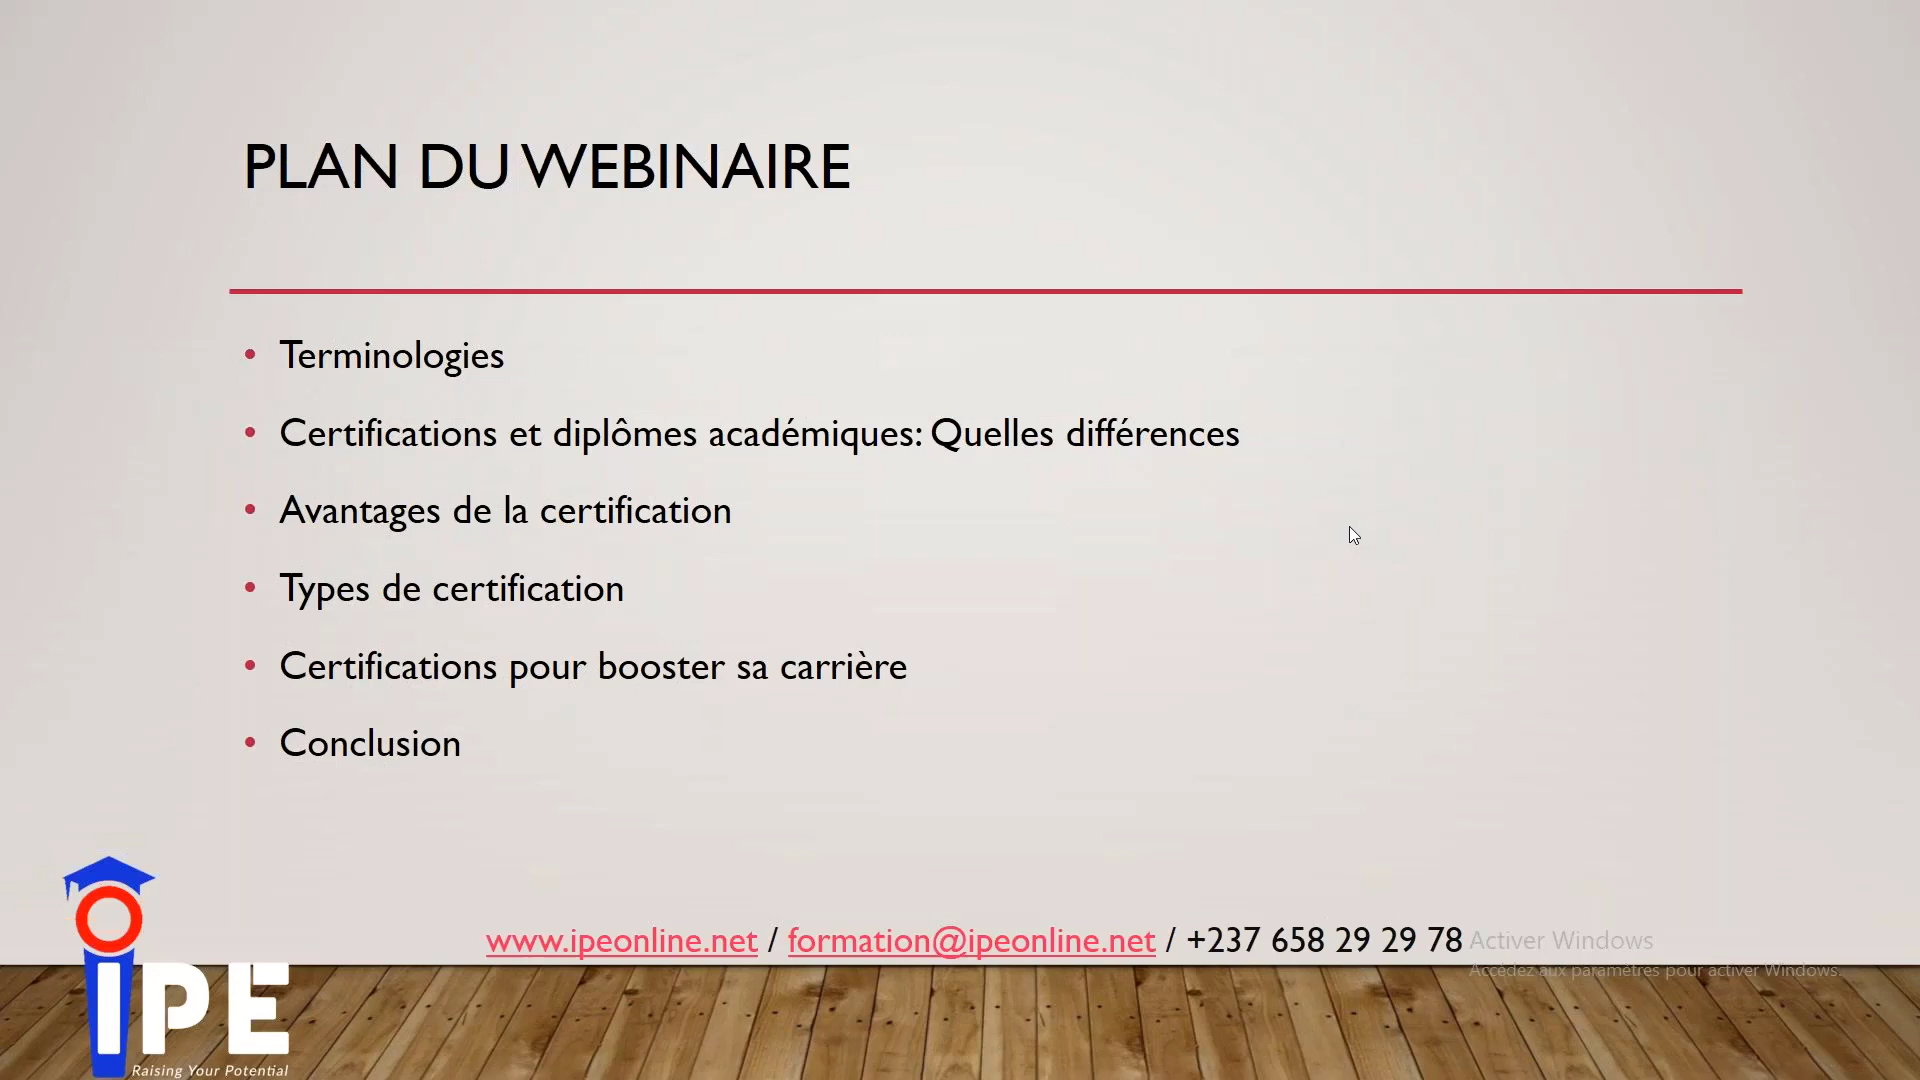 PLAN DU WEBINAIRE
• Terminologies
• Certifications et diplômes académiques: Quelles différences
• Avantages de la certification
• Types de certification
• Certifications pour booster sa carrière
• Conclusion
www.ipeonline.net / formation@ipeonline.net / +237 658 29 29 78
Activer Windows
Accédez aux paramètres pour activer Windows.
iPE
Raising Your Potential